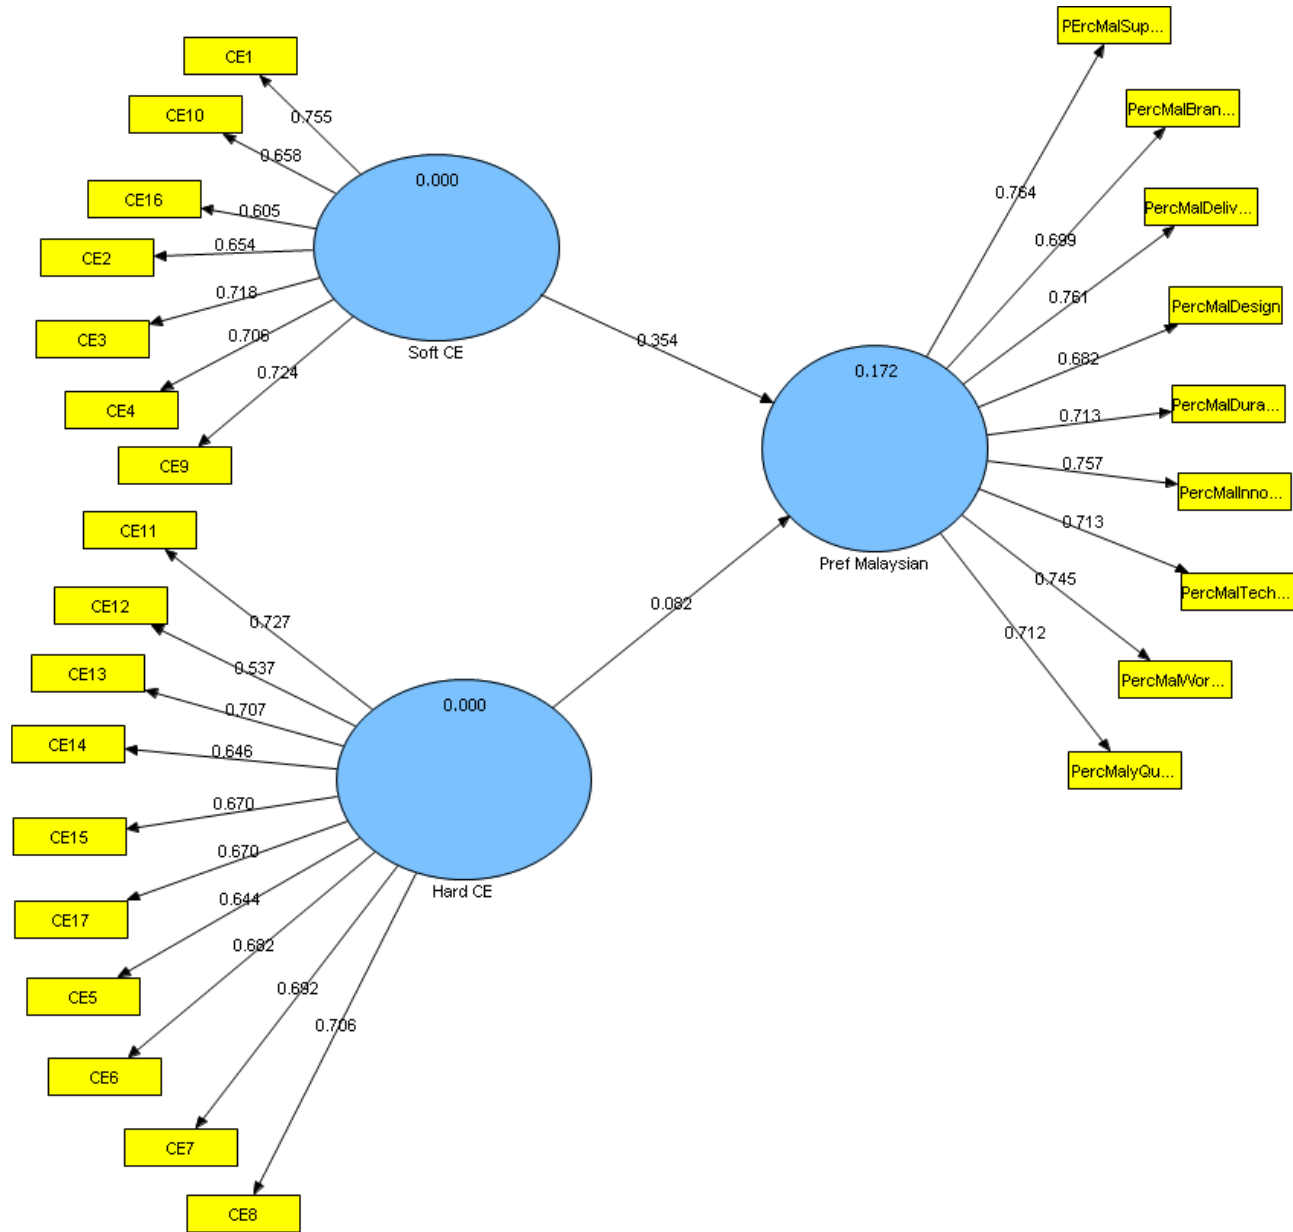 PErcMalSup...
CE1
PercMalBran...
0.755
CE10
0.658
0.000
0.764
CE16
0.605
0.699
PercMalDeliv...
0.654
CE2
0.718
0.761
PercMalDesign
CE3
0.706
Soft CE
0.354
0.682
0.724
0.172
CE4
0.713
PercMalDura...
CE9
0.757
PercMalInno...
CE11
0.713
Pref Malaysian
0.745
PercMalTech...
CE12
0.082
0.727
0.712
CE13
0.537
PercMalWor...
0.707
0.000
CE14
0.646
PercMalyQu...
0.670
CE15
0.670
Hard CE
0.644
CE17
0.682
CE5
0.692
0.706
CE6
CE7
CE8